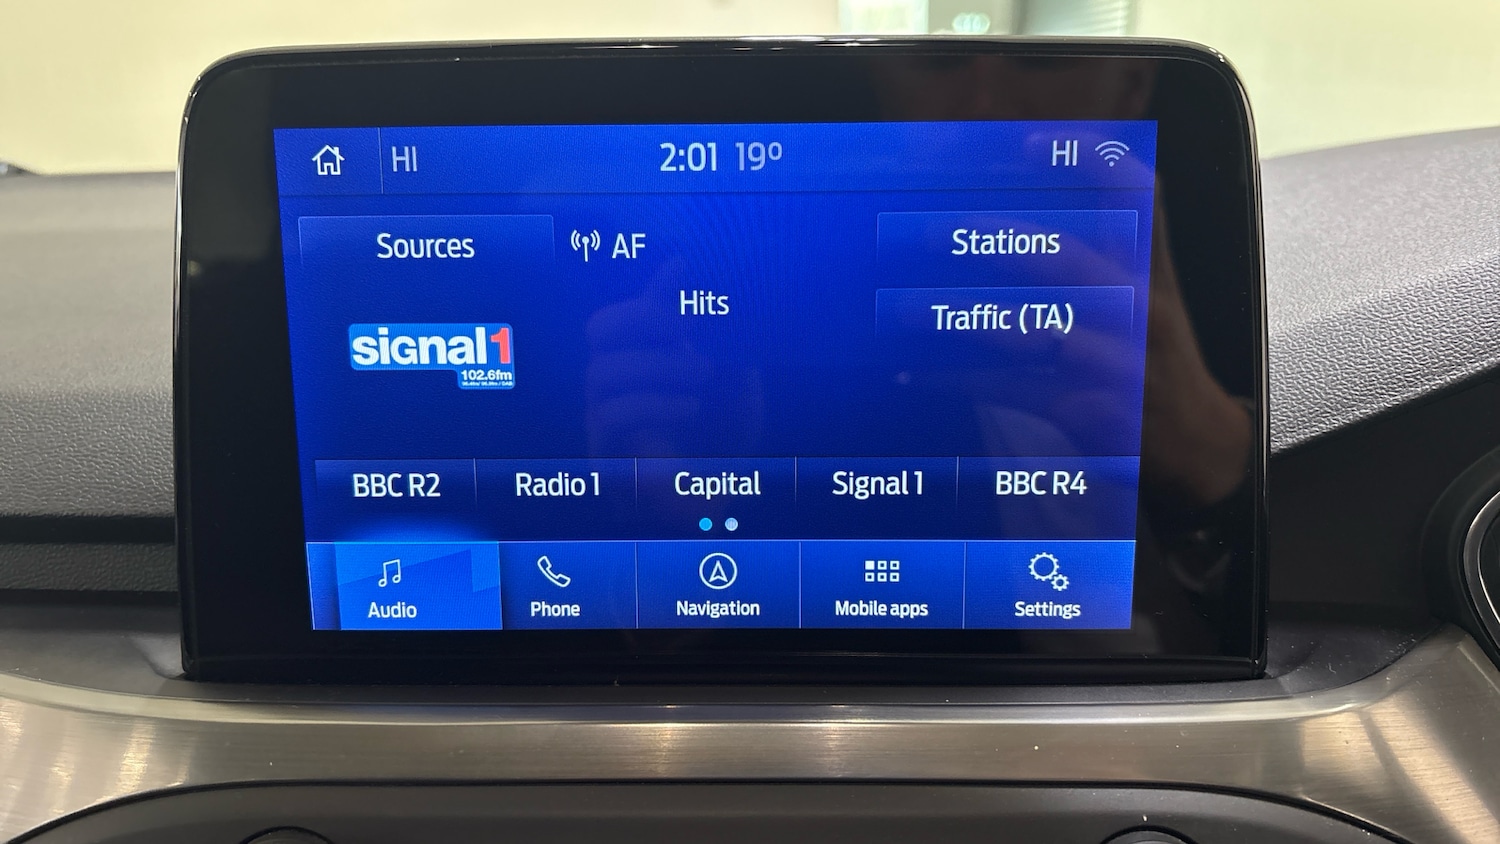 HI
2:01 19°
HI
Sources
AF
Stations
Hits
Traffic (TA)
signal1
102.6fm
BBC R2
Radio 1
Capital
Signal 1
BBC R4
Audio
Phone
Navigation
Mobile apps
Settings